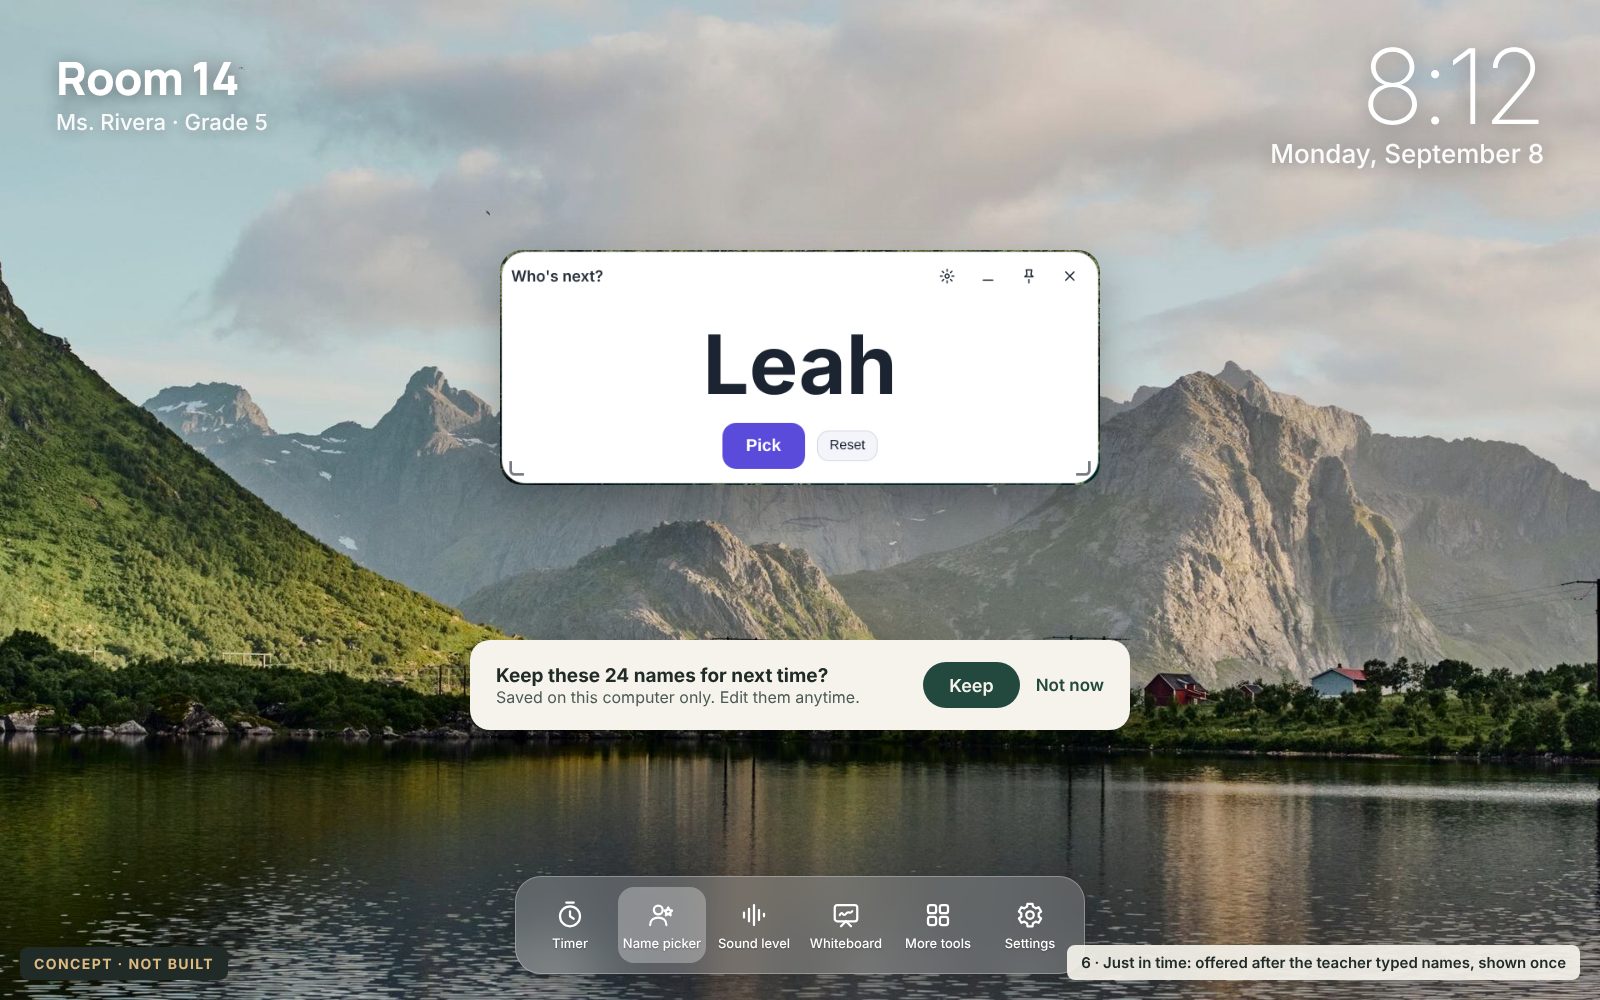 Room 14
Ms. Rivera · Grade 5
8:12
Monday, September 8
Who's next?
Leah
Pick
Reset
Keep these 24 names for next time?
Saved on this computer only. Edit them anytime.
Keep
Not now
Timer
Name picker
Sound level
Whiteboard
More tools
Settings
CONCEPT · NOT BUILT
6 · Just in time: offered after the teacher typed names, shown once